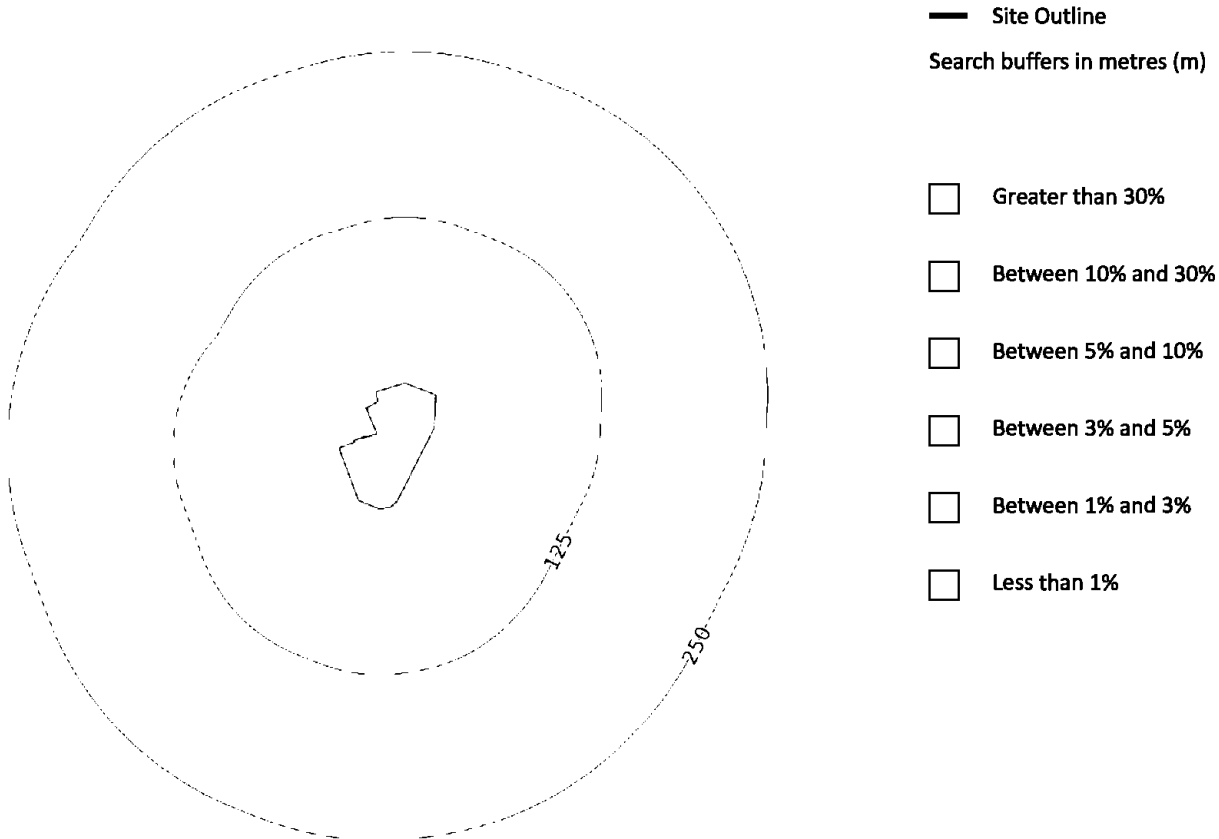 Site Outline
Search buffers in metres (m)
Greater than 30%
Between 10% and 30%
Between 5% and 10%
Between 3% and 5%
Between 1% and 3%
Less than 1%
125
250